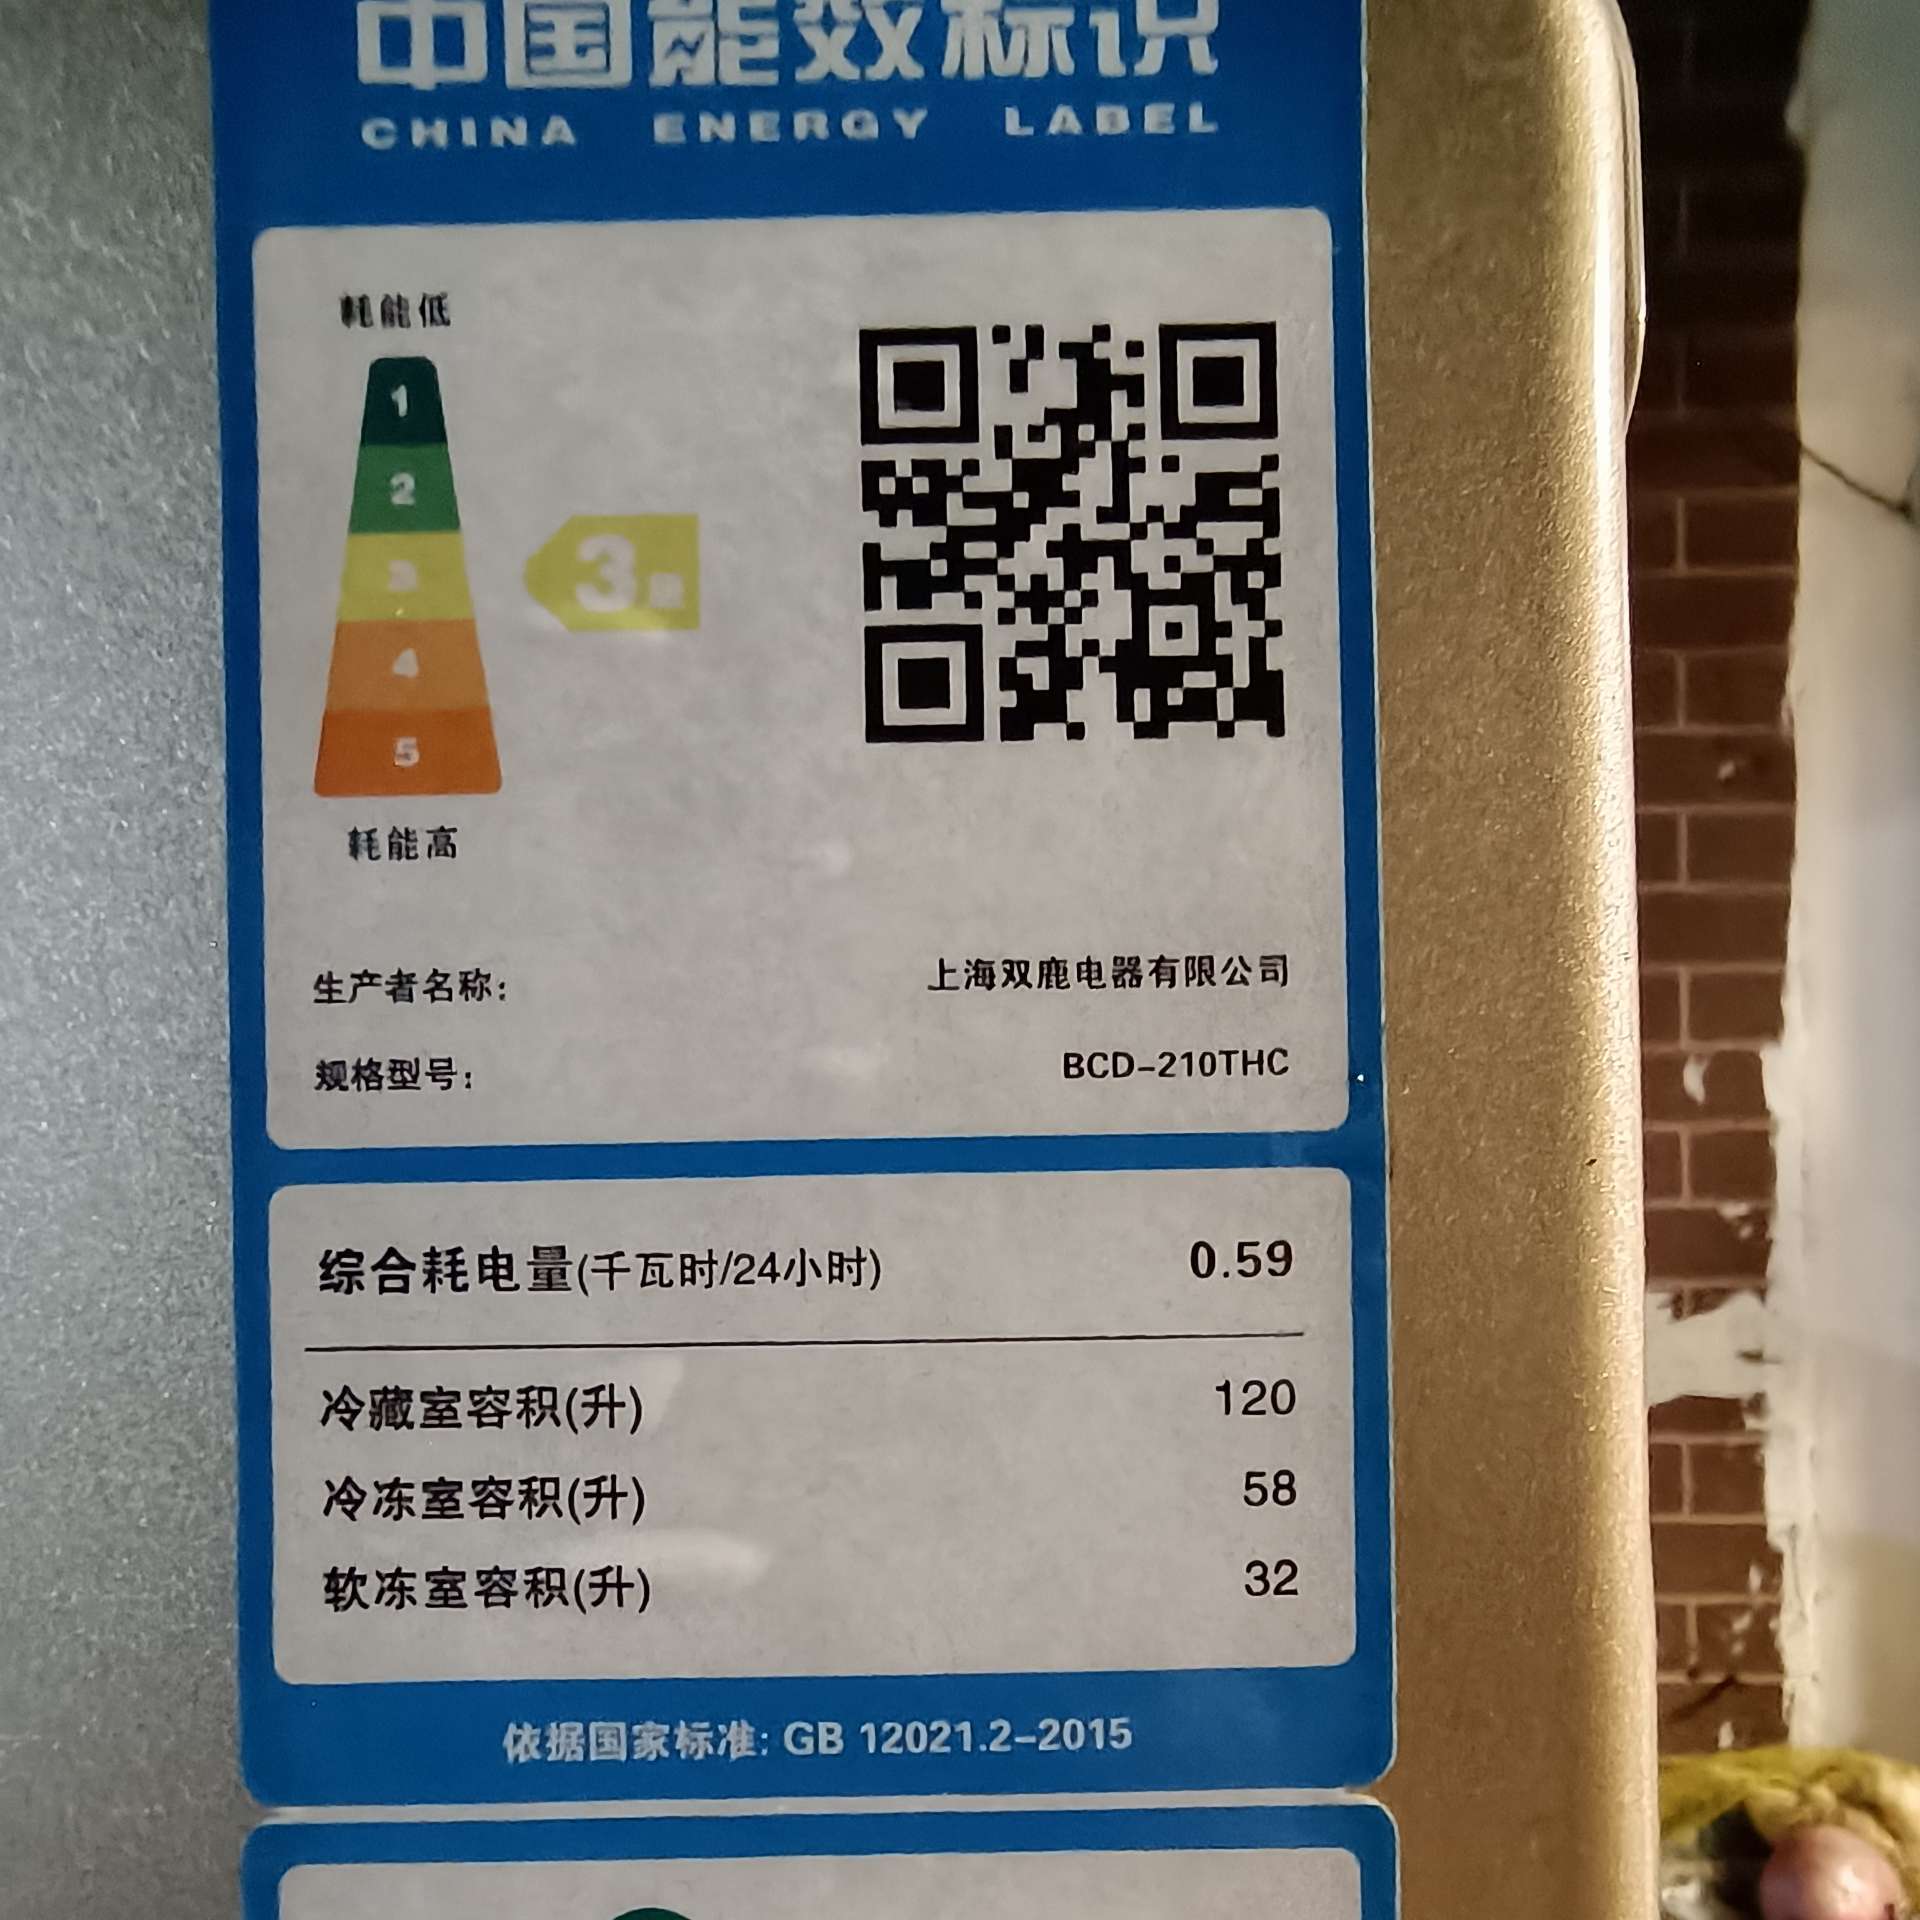 中国能效标识
CHINA ENERGY LABEL
耗能低
1
2
3
3级
4
5
耗能高
生产者名称: 上海双鹿电器有限公司
规格型号: BCD-210THC
综合耗电量(千瓦时/24小时) 0.59
冷藏室容积(升) 120
冷冻室容积(升) 58
软冻室容积(升) 32
依据国家标准: GB 12021.2-2015